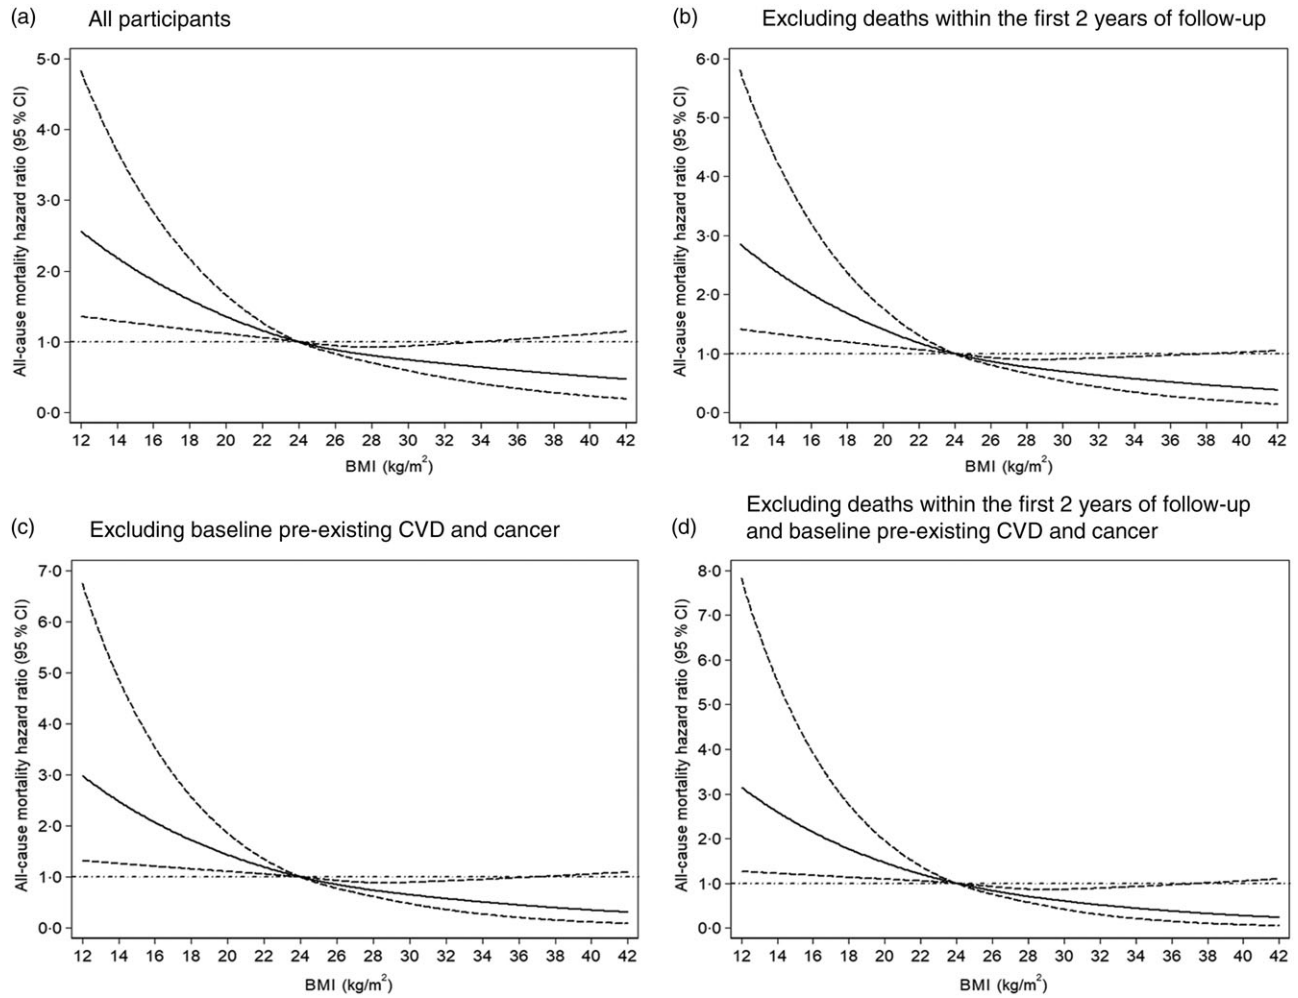 (a) All participants
All-cause mortality hazard ratio (95 % CI)
5·0
4·0
3·0
2·0
1·0
0·0
12 14 16 18 20 22 24 26 28 30 32 34 36 38 40 42
BMI (kg/m²)
(b) Excluding deaths within the first 2 years of follow-up
All-cause mortality hazard ratio (95 % CI)
6·0
5·0
4·0
3·0
2·0
1·0
0·0
12 14 16 18 20 22 24 26 28 30 32 34 36 38 40 42
BMI (kg/m²)
(c) Excluding baseline pre-existing CVD and cancer
All-cause mortality hazard ratio (95 % CI)
7·0
6·0
5·0
4·0
3·0
2·0
1·0
0·0
12 14 16 18 20 22 24 26 28 30 32 34 36 38 40 42
BMI (kg/m²)
(d) Excluding deaths within the first 2 years of follow-up
and baseline pre-existing CVD and cancer
All-cause mortality hazard ratio (95 % CI)
8·0
7·0
6·0
5·0
4·0
3·0
2·0
1·0
0·0
12 14 16 18 20 22 24 26 28 30 32 34 36 38 40 42
BMI (kg/m²)